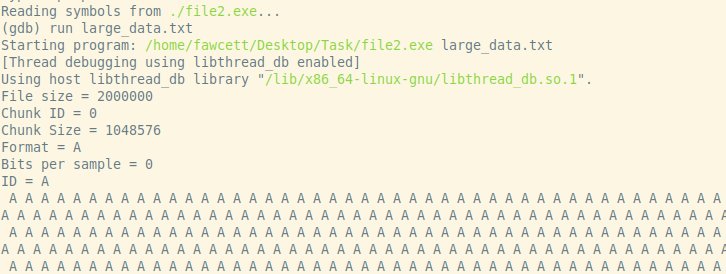 Reading symbols from ./file2.exe...
(gdb) run large_data.txt
Starting program: /home/fawcett/Desktop/Task/file2.exe large_data.txt
[Thread debugging using libthread_db enabled]
Using host libthread_db library "/lib/x86_64-linux-gnu/libthread_db.so.1".
File size = 2000000
Chunk ID = 0
Chunk Size = 1048576
Format = A
Bits per sample = 0
ID = A
A A A A A A A A A A A A A A A A A A A A A A A A A A A A A A A A A A A A A A A A A A A A A
A A A A A A A A A A A A A A A A A A A A A A A A A A A A A A A A A A A A A A A A A A A A A A
A A A A A A A A A A A A A A A A A A A A A A A A A A A A A A A A A A A A A A A A A A A A A
A A A A A A A A A A A A A A A A A A A A A A A A A A A A A A A A A A A A A A A A A A A A A A
A A A A A A A A A A A A A A A A A A A A A A A A A A A A A A A A A A A A A A A A A A A A A